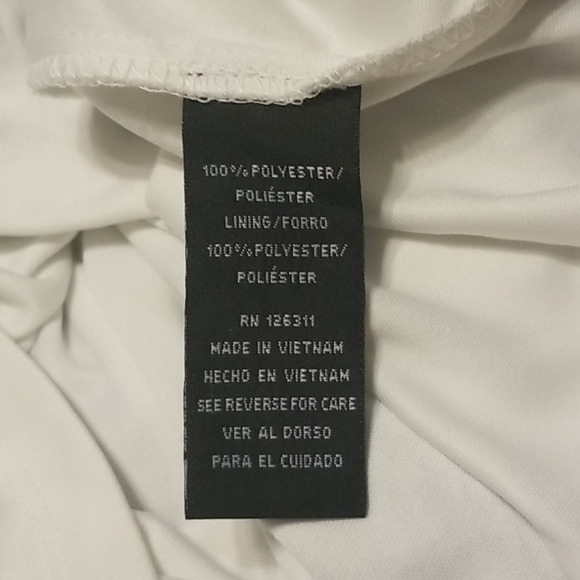 100% POLYESTER/
POLIÉSTER
LINING/FORRO
100% POLYESTER/
POLIÉSTER
RN 126311
MADE IN VIETNAM
HECHO EN VIETNAM
SEE REVERSE FOR CARE
VER AL DORSO
PARA EL CUIDADO